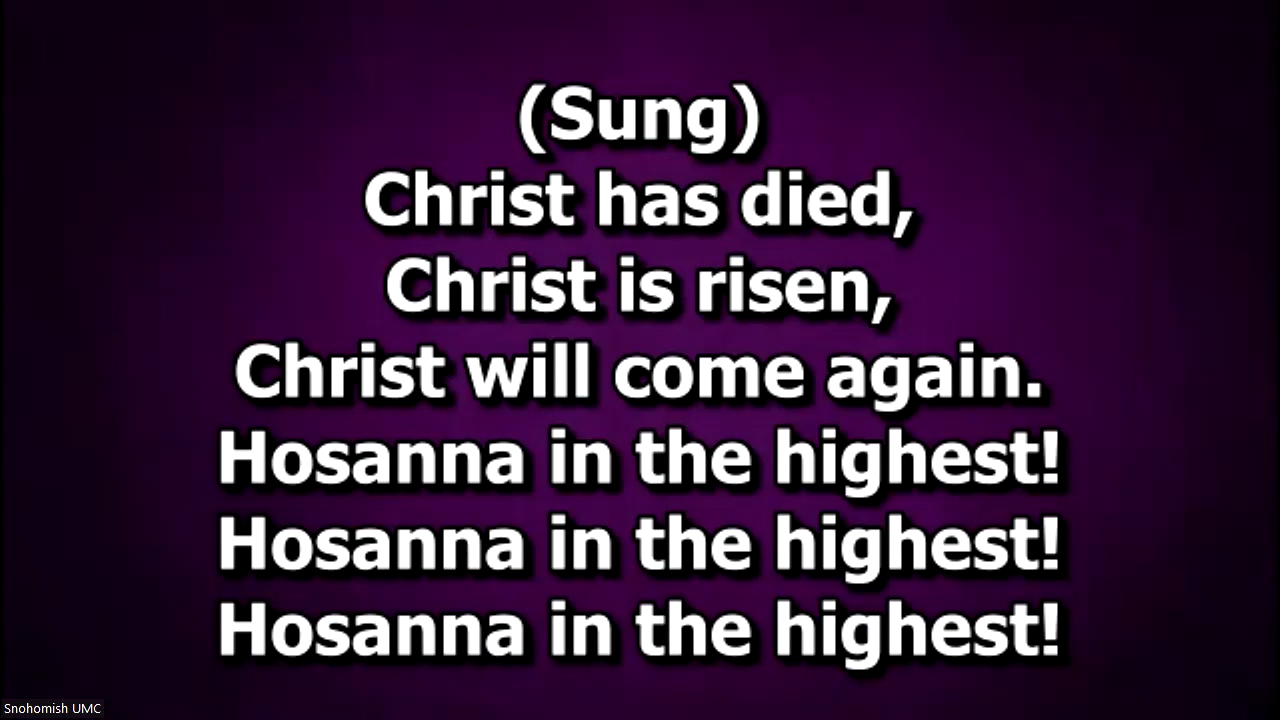 (Sung)
Christ has died,
Christ is risen,
Christ will come again.
Hosanna in the highest!
Hosanna in the highest!
Hosanna in the highest!
Snohomish UMC